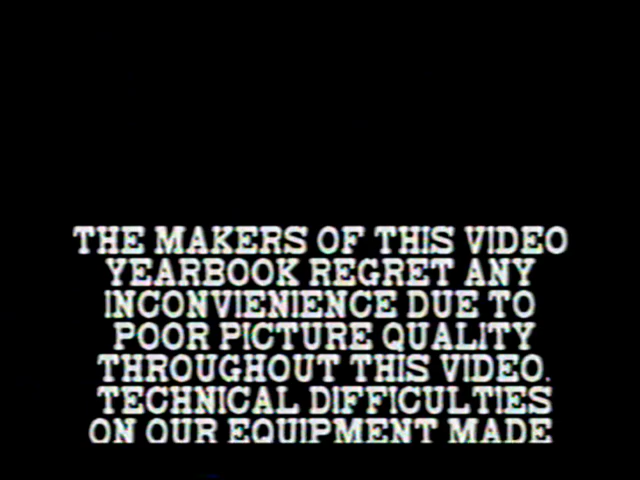 THE MAKERS OF THIS VIDEO
YEARBOOK REGRET ANY
INCONVIENIENCE DUE TO
POOR PICTURE QUALITY
THROUGHOUT THIS VIDEO.
TECHNICAL DIFFICULTIES
ON OUR EQUIPMENT MADE